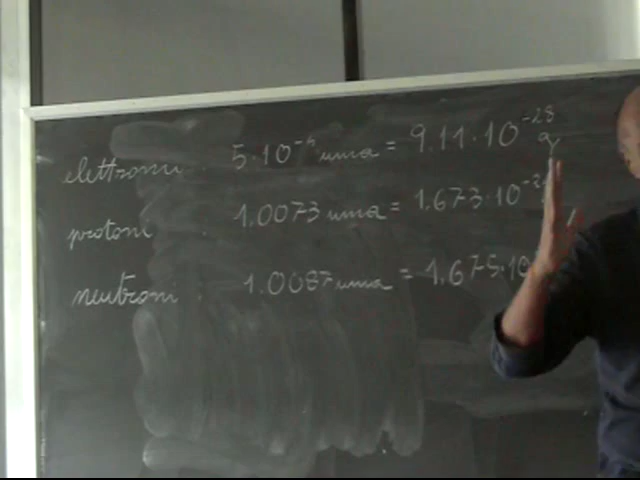 elettroni 5·10⁻⁴ uma = 9.11·10⁻²⁸ g
protoni 1.0073 uma = 1.673·10⁻²
neutroni 1.0087 uma = 1.675·10